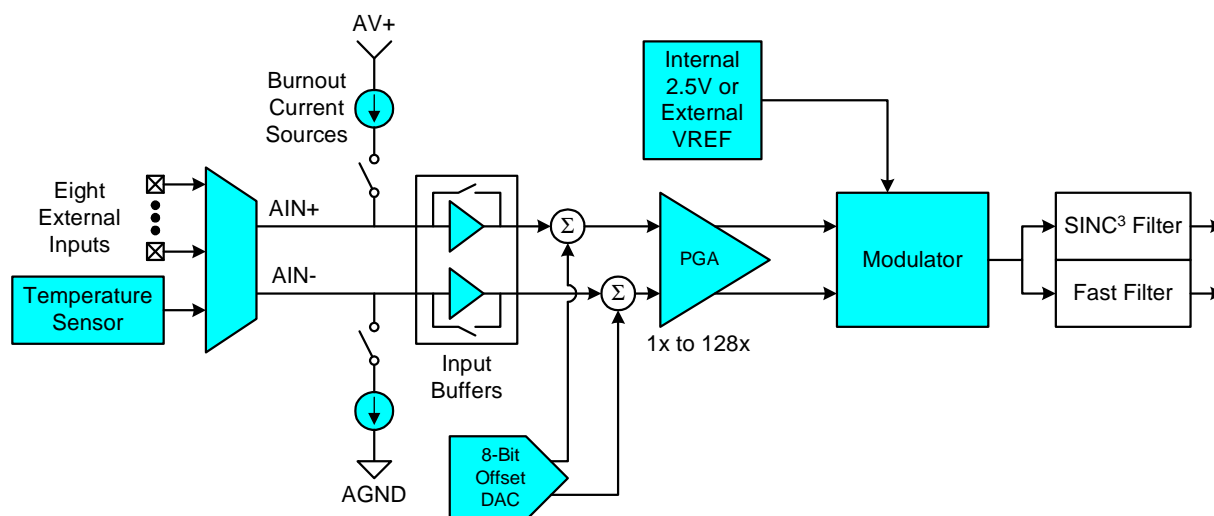 AV+
Burnout
Current
Sources
Internal
2.5V or
External
VREF
Eight
External
Inputs
AIN+
AIN-
Temperature
Sensor
Σ
Σ
PGA
1x to 128x
Modulator
SINC³ Filter
Fast Filter
Input
Buffers
8-Bit
Offset
DAC
AGND